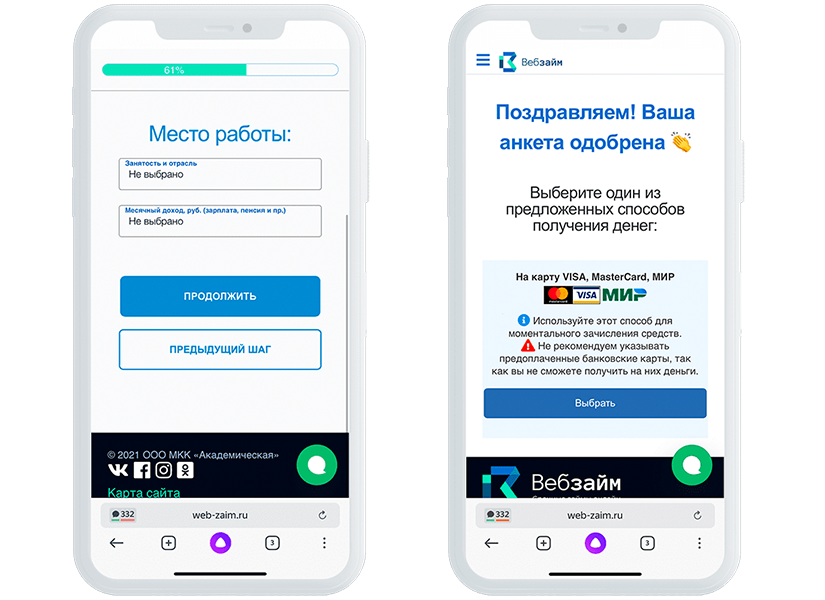 61%
Место работы:
Занятость и отрасль
Не выбрано
Месячный доход, руб. (зарплата, пенсия и пр.)
Не выбрано
ПРОДОЛЖИТЬ
ПРЕДЫДУЩИЙ ШАГ
© 2021 ООО МКК «Академическая»
Карта сайта
332
web-zaim.ru
3
Вебзайм
Поздравляем! Ваша
анкета одобрена 👏
Выберите один из
предложенных способов
получения денег:
На карту VISA, MasterCard, МИР
VISA МИР
Используйте этот способ для
моментального зачисления средств.
Не рекомендуем указывать
предоплаченные банковские карты, так
как вы не сможете получить на них деньги.
Выбрать
Вебзайм
332
web-zaim.ru
3